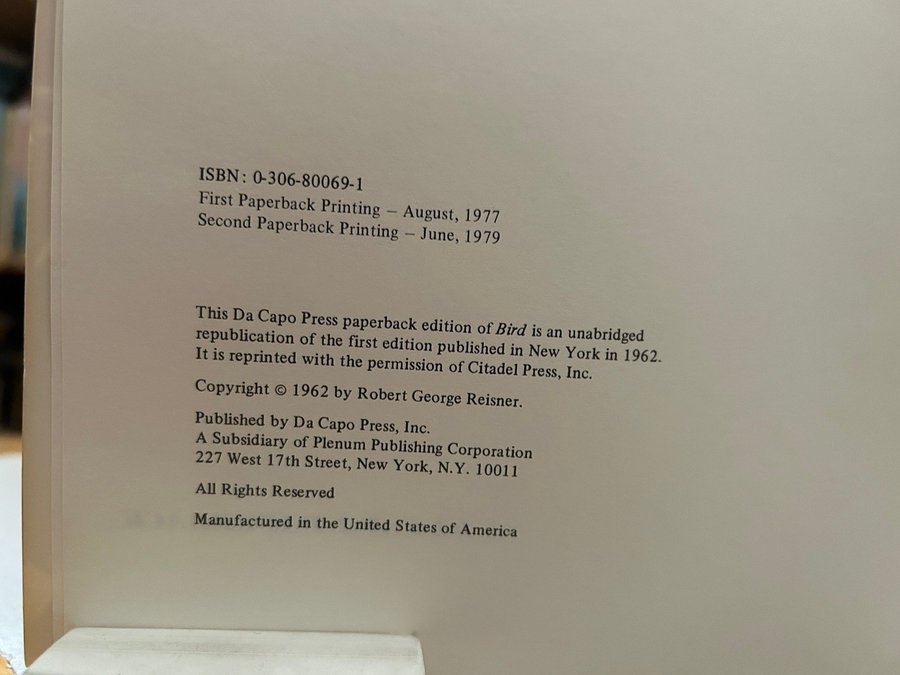 ISBN: 0-306-80069-1
First Paperback Printing – August, 1977
Second Paperback Printing – June, 1979
This Da Capo Press paperback edition of Bird is an unabridged
republication of the first edition published in New York in 1962.
It is reprinted with the permission of Citadel Press, Inc.
Copyright © 1962 by Robert George Reisner.
Published by Da Capo Press, Inc.
A Subsidiary of Plenum Publishing Corporation
227 West 17th Street, New York, N.Y. 10011
All Rights Reserved
Manufactured in the United States of America